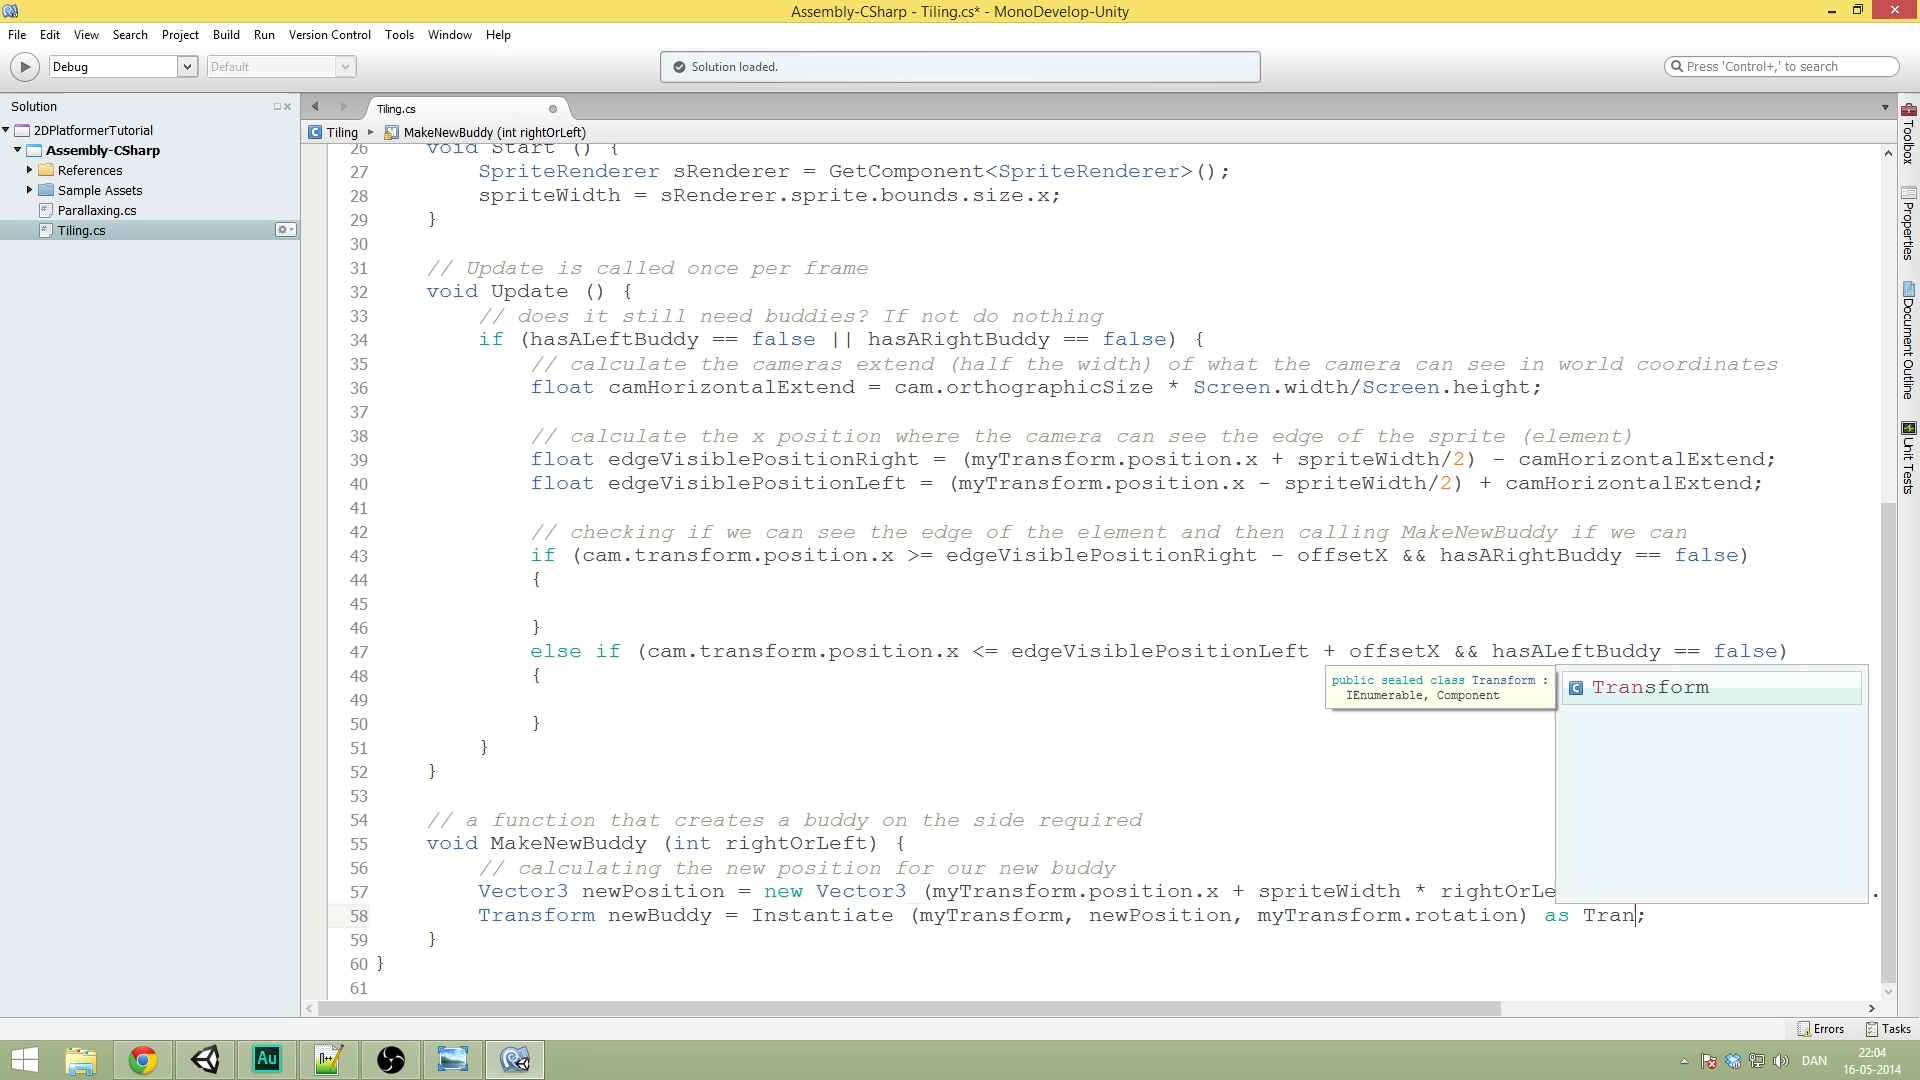 Assembly-CSharp - Tiling.cs* - MonoDevelop-Unity
File Edit View Search Project Build Run Version Control Tools Window Help
Debug Default Solution loaded. Press 'Control+,' to search
Solution
2DPlatformerTutorial
Assembly-CSharp
References
Sample Assets
Parallaxing.cs
Tiling.cs
Tiling.cs
Tiling MakeNewBuddy (int rightOrLeft)
26 void Start () {
27 SpriteRenderer sRenderer = GetComponent<SpriteRenderer>();
28 spriteWidth = sRenderer.sprite.bounds.size.x;
29 }
30
31 // Update is called once per frame
32 void Update () {
33 // does it still need buddies? If not do nothing
34 if (hasALeftBuddy == false || hasARightBuddy == false) {
35 // calculate the cameras extend (half the width) of what the camera can see in world coordinates
36 float camHorizontalExtend = cam.orthographicSize * Screen.width/Screen.height;
37
38 // calculate the x position where the camera can see the edge of the sprite (element)
39 float edgeVisiblePositionRight = (myTransform.position.x + spriteWidth/2) - camHorizontalExtend;
40 float edgeVisiblePositionLeft = (myTransform.position.x - spriteWidth/2) + camHorizontalExtend;
41
42 // checking if we can see the edge of the element and then calling MakeNewBuddy if we can
43 if (cam.transform.position.x >= edgeVisiblePositionRight - offsetX && hasARightBuddy == false)
44 {
45
46 }
47 else if (cam.transform.position.x <= edgeVisiblePositionLeft + offsetX && hasALeftBuddy == false)
48 {
49
50 }
51 }
52 }
53
54 // a function that creates a buddy on the side required
55 void MakeNewBuddy (int rightOrLeft) {
56 // calculating the new position for our new buddy
57 Vector3 newPosition = new Vector3 (myTransform.position.x + spriteWidth * rightOrLe
58 Transform newBuddy = Instantiate (myTransform, newPosition, myTransform.rotation) as Tran;
59 }
60 }
61
public sealed class Transform :
IEnumerable, Component
Transform
Toolbox
Properties
Document Outline
Unit Tests
Errors Tasks
Au
n++
DAN
22:04
16-05-2014